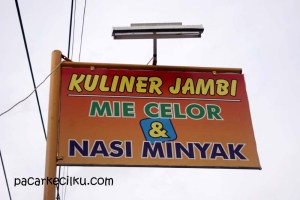 KULINER JAMBI
MIE CELOR
&
NASI MINYAK
pacarkecilku.com